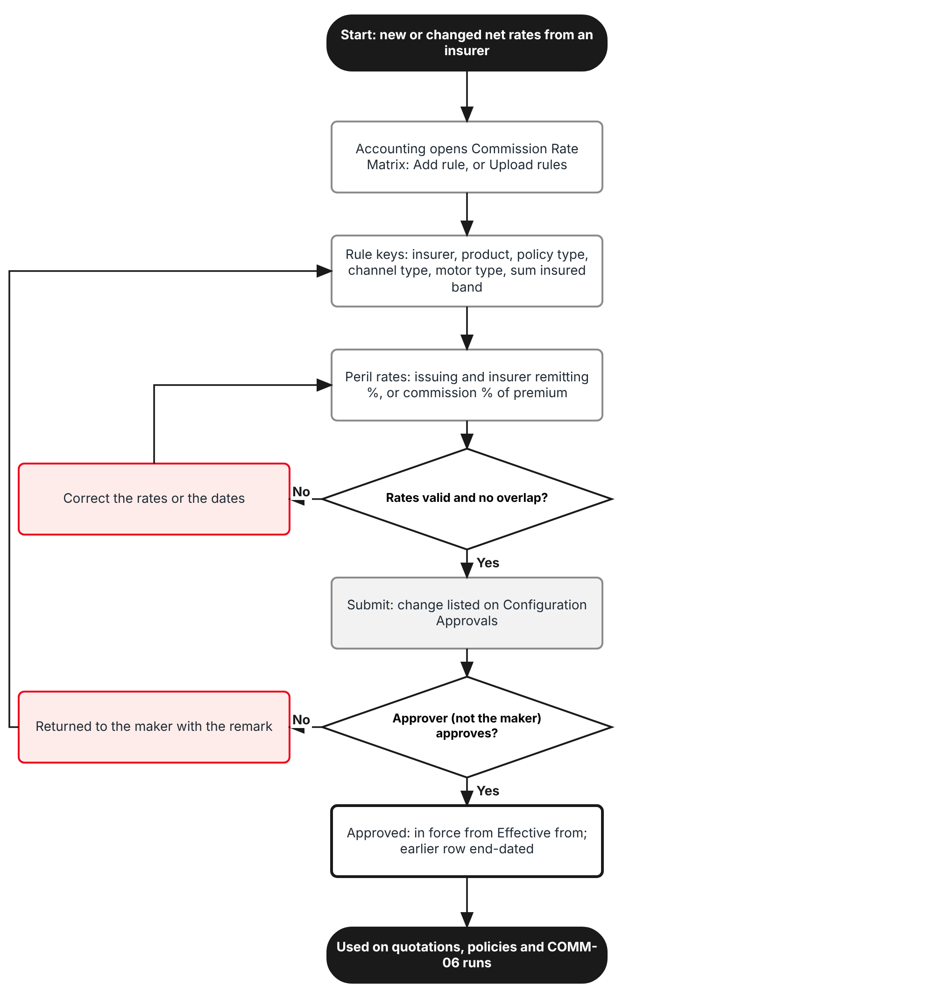 Start: new or changed net rates from an
insurer
Accounting opens Commission Rate
Matrix: Add rule, or Upload rules
Rule keys: insurer, product, policy type,
channel type, motor type, sum insured
band
Peril rates: issuing and insurer remitting
%, or commission % of premium
Correct the rates or the dates
No
Rates valid and no overlap?
Yes
Submit: change listed on Configuration
Approvals
Returned to the maker with the remark
No
Approver (not the maker)
approves?
Yes
Approved: in force from Effective from;
earlier row end-dated
Used on quotations, policies and COMM-
06 runs